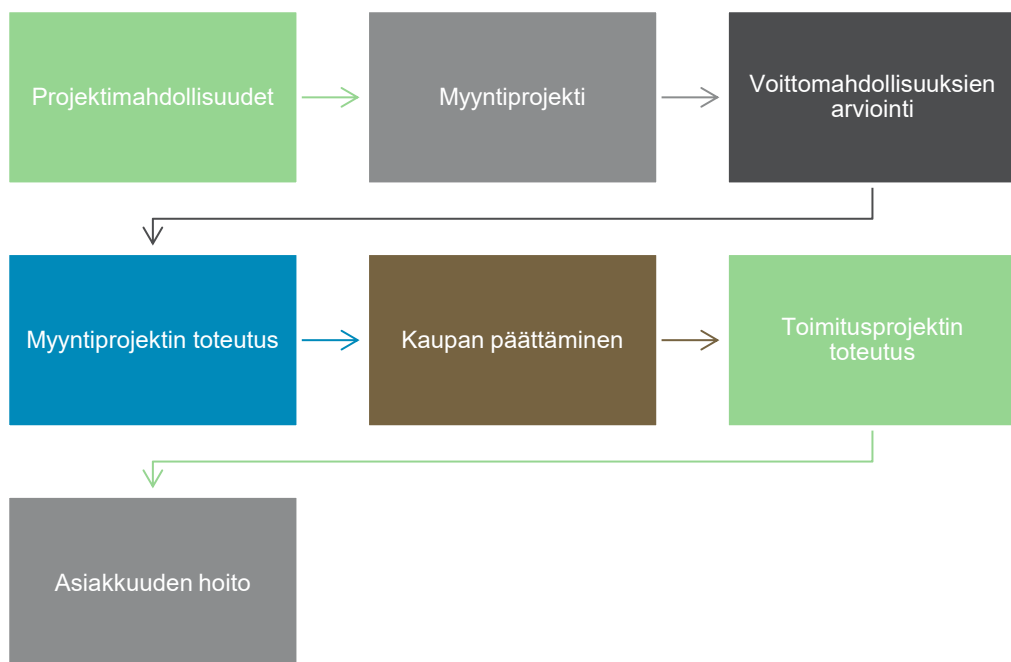 Projektimahdollisuudet
Myyntiprojekti
Voittomahdollisuuksien
arviointi
Myyntiprojektin toteutus
Kaupan päättäminen
Toimitusprojektin
toteutus
Asiakkuuden hoito